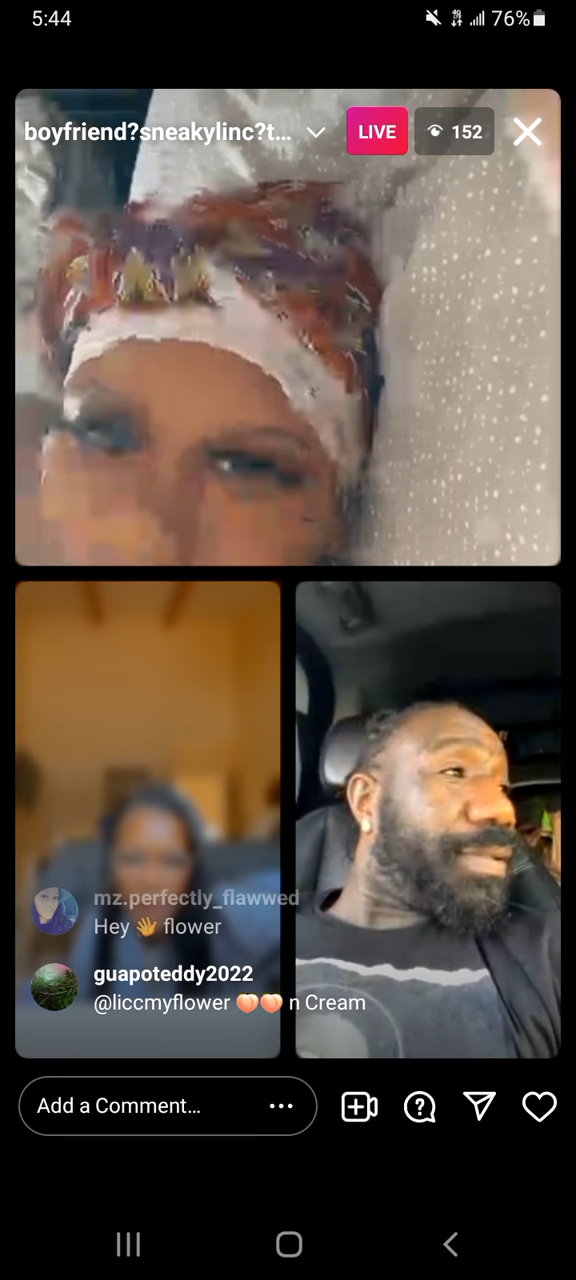 5:44
76%
boyfriend?sneakylinc?t...
LIVE
152
mz.perfectly_flawwed
Hey 👋 flower
guapoteddy2022
@liccmyflower 🍑🍑 n Cream
Add a Comment...